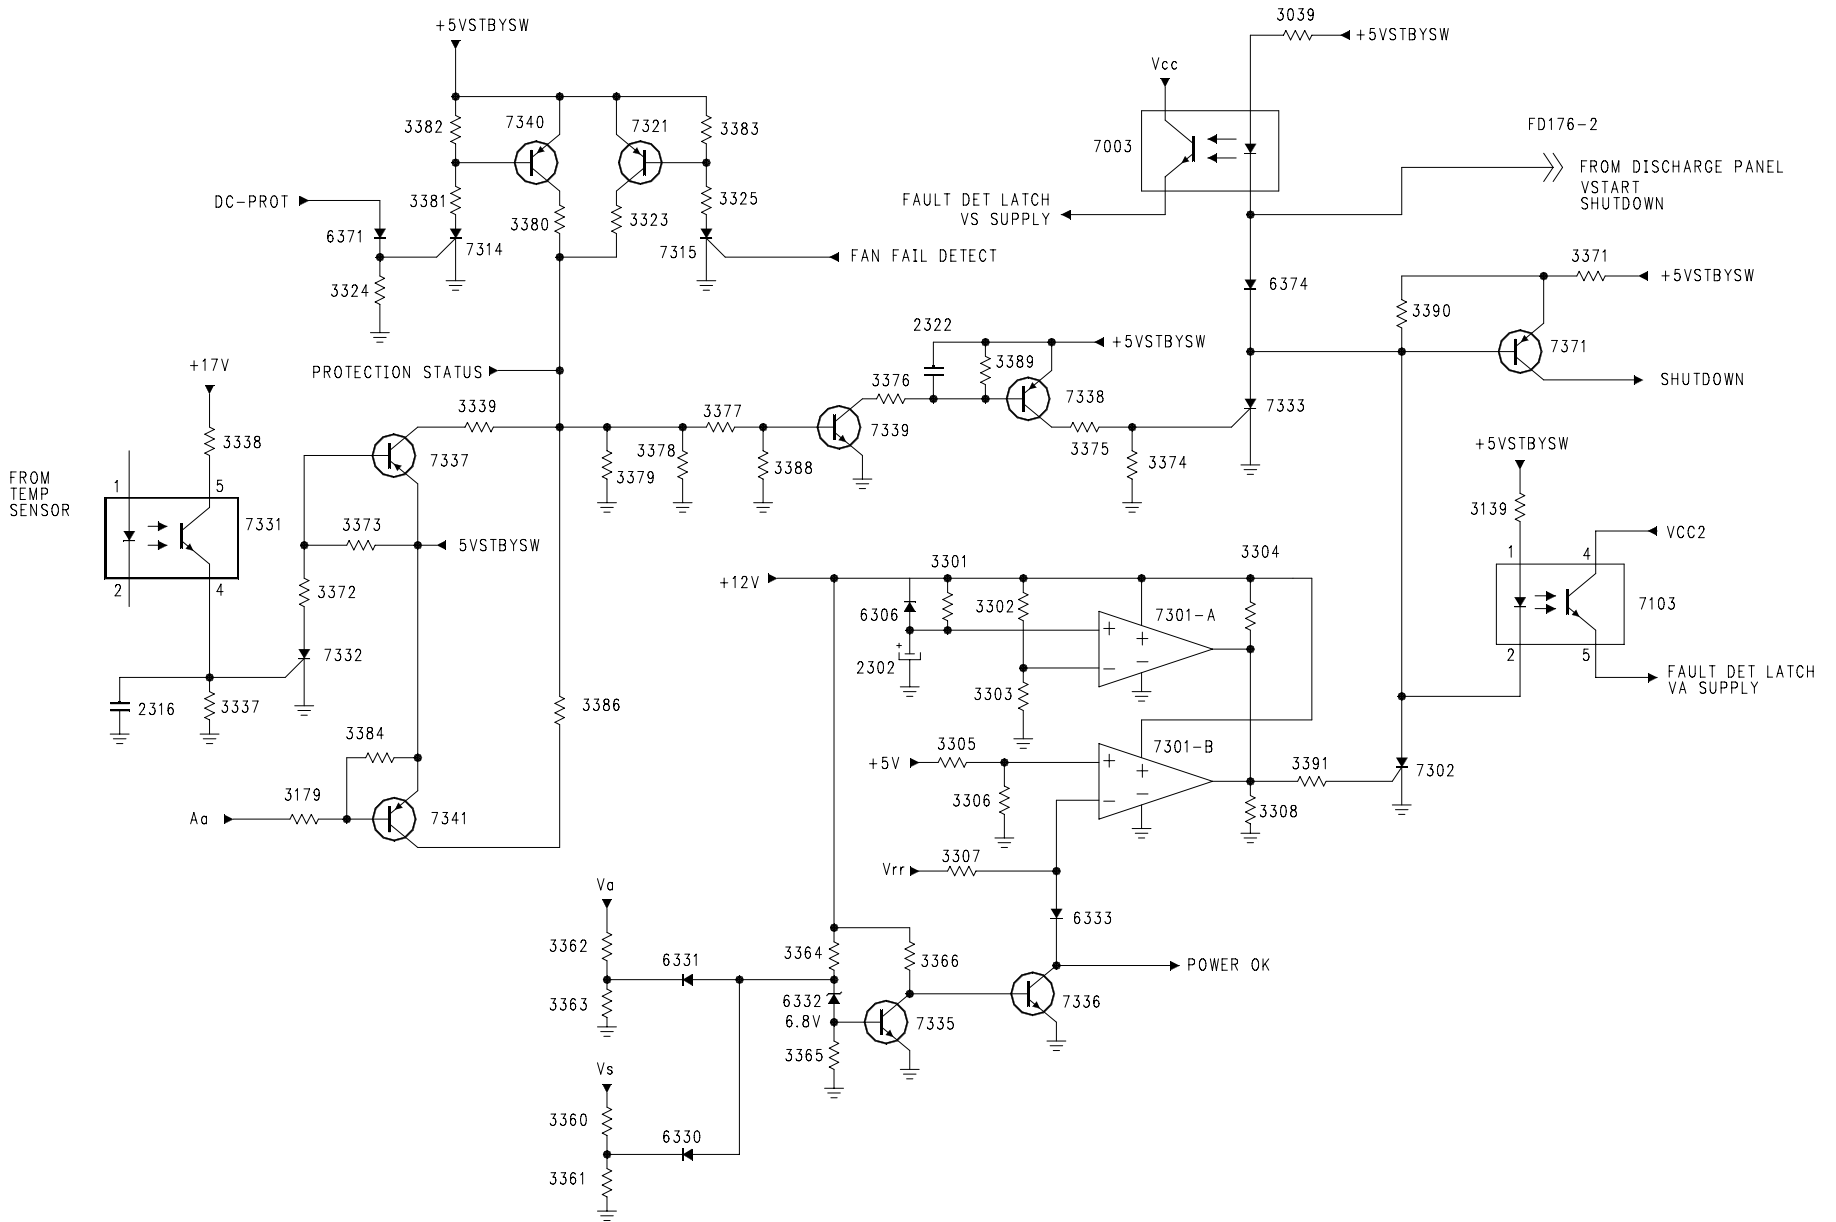 3039
+5VSTBYSW
+5VSTBYSW
Vcc
3382
7340
7321
3383
7003
FD176-2
FROM DISCHARGE PANEL
VSTART
SHUTDOWN
DC-PROT
3381
3380
3323
3325
FAULT DET LATCH
VS SUPPLY
6371
7314
7315
FAN FAIL DETECT
3324
6374
3371
+5VSTBYSW
3390
2322
+5VSTBYSW
3389
7371
+17V
PROTECTION STATUS
3376
SHUTDOWN
3339
3377
7338
7333
3338
7337
7339
3375
3378
3379
3388
3374
+5VSTBYSW
FROM
TEMP
SENSOR
1
5
7331
3373
5VSTBYSW
3139
VCC2
2
4
3372
+12V
3301
3304
1
4
6306
3302
7301-A
7103
+
+
−
−
2302
+
7332
3303
2
5
FAULT DET LATCH
VA SUPPLY
2316
3337
3386
3384
3305
7301-B
+5V
+
+
−
−
3391
7302
3306
3308
3179
Aa
7341
3307
Vrr
Va
6333
3362
6331
3364
3366
POWER OK
3363
6332
6.8V
7335
7336
3365
Vs
3360
6330
3361